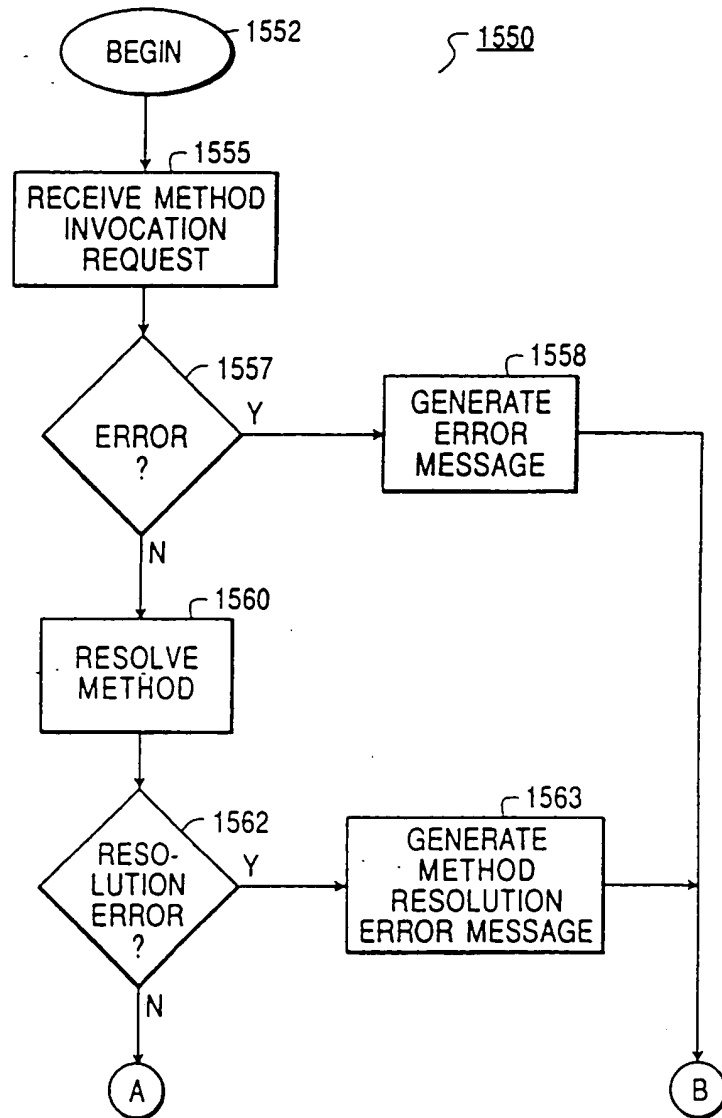 BEGIN
1552
1550
1555
RECEIVE METHOD
INVOCATION
REQUEST
1557
ERROR
?
Y
1558
GENERATE
ERROR
MESSAGE
N
1560
RESOLVE
METHOD
1562
RESO-
LUTION
ERROR
?
Y
1563
GENERATE
METHOD
RESOLUTION
ERROR MESSAGE
N
A
B